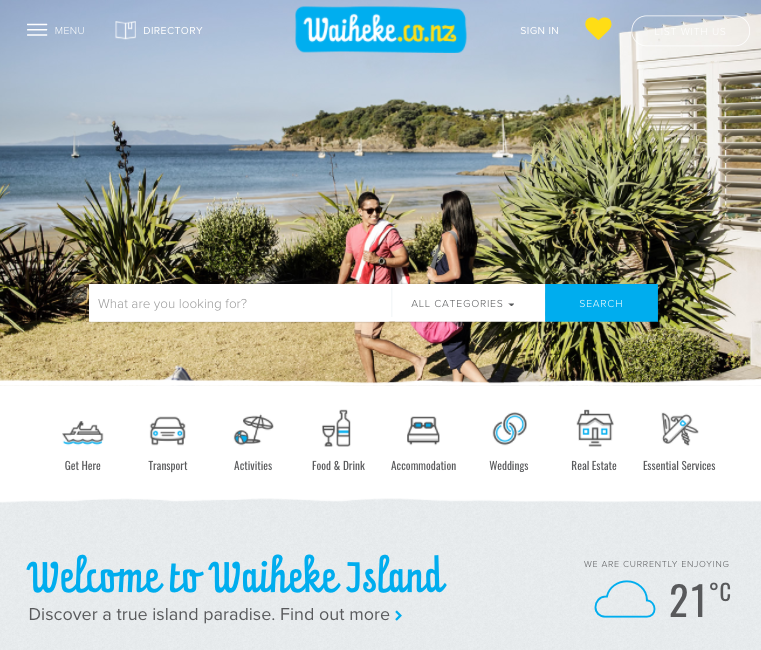 MENU
DIRECTORY
Waiheke.co.nz
SIGN IN
LIST WITH US
What are you looking for?
ALL CATEGORIES
SEARCH
Get Here
Transport
Activities
Food & Drink
Accommodation
Weddings
Real Estate
Essential Services
Welcome to Waiheke Island
Discover a true island paradise. Find out more
WE ARE CURRENTLY ENJOYING
21°C